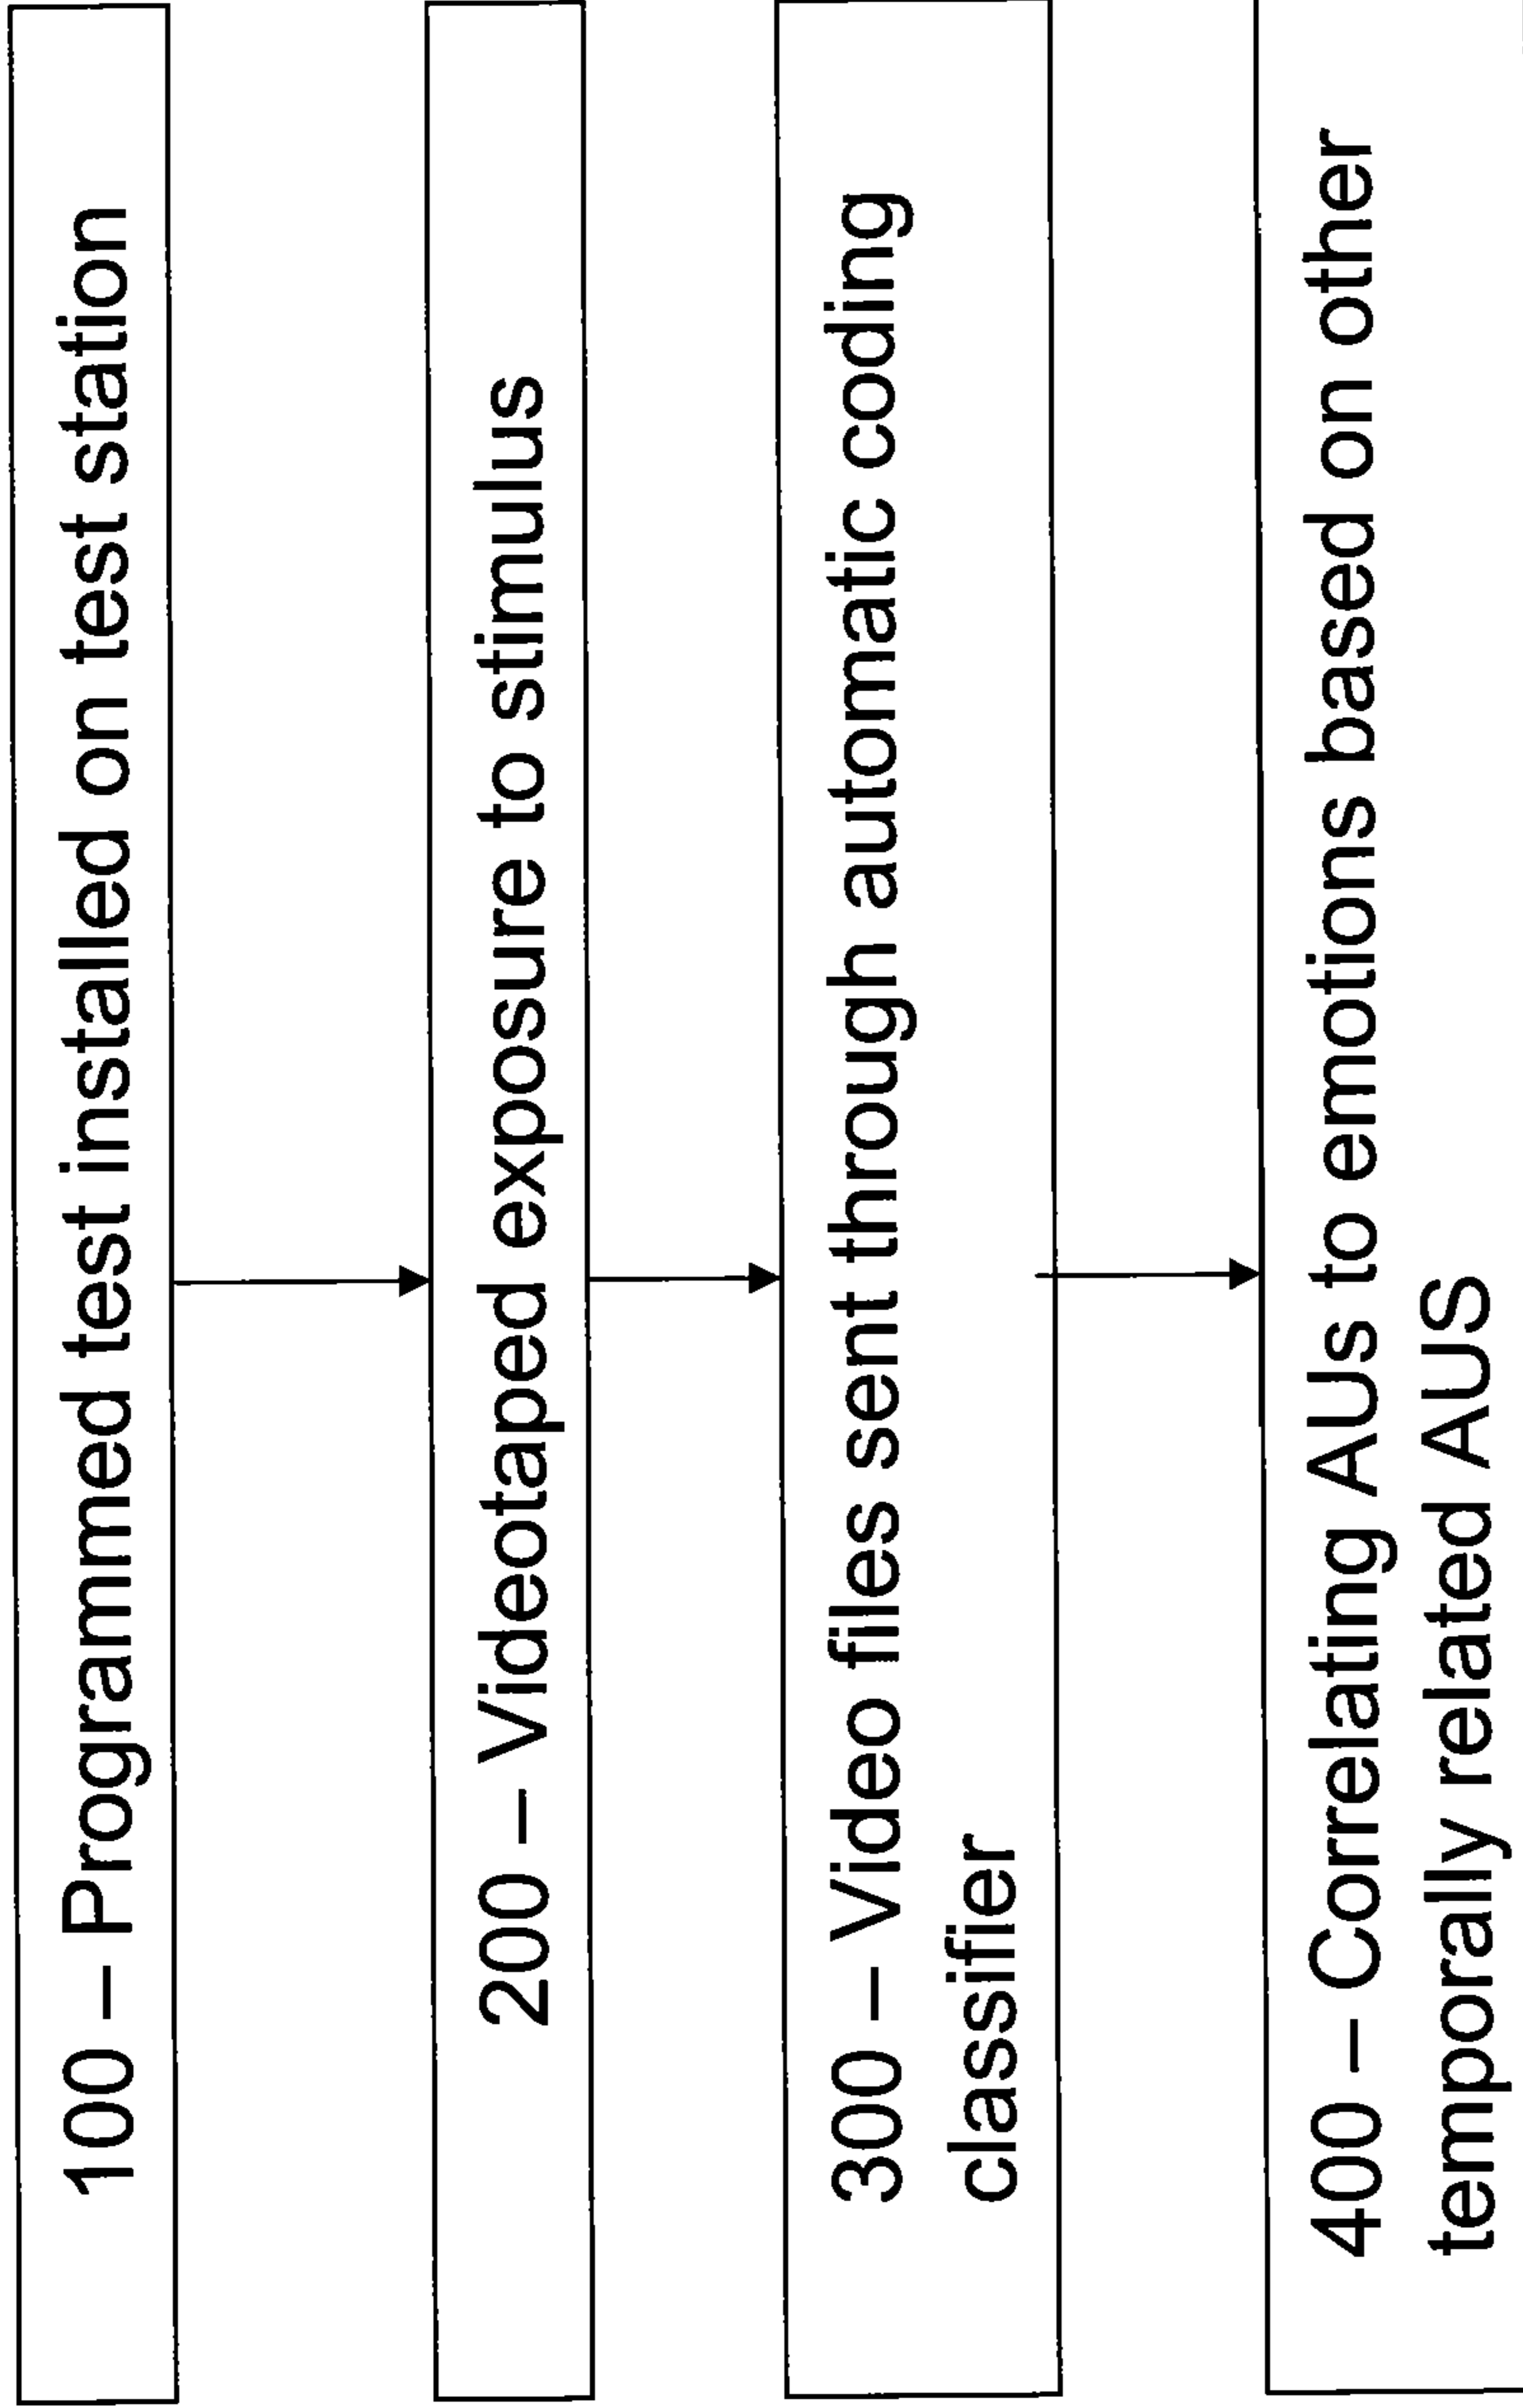 100 – Programmed test installed on test station
200 – Videotaped exposure to stimulus
300 – Video files sent through automatic coding
classifier
400 – Correlating AUs to emotions based on other
temporally related AUS